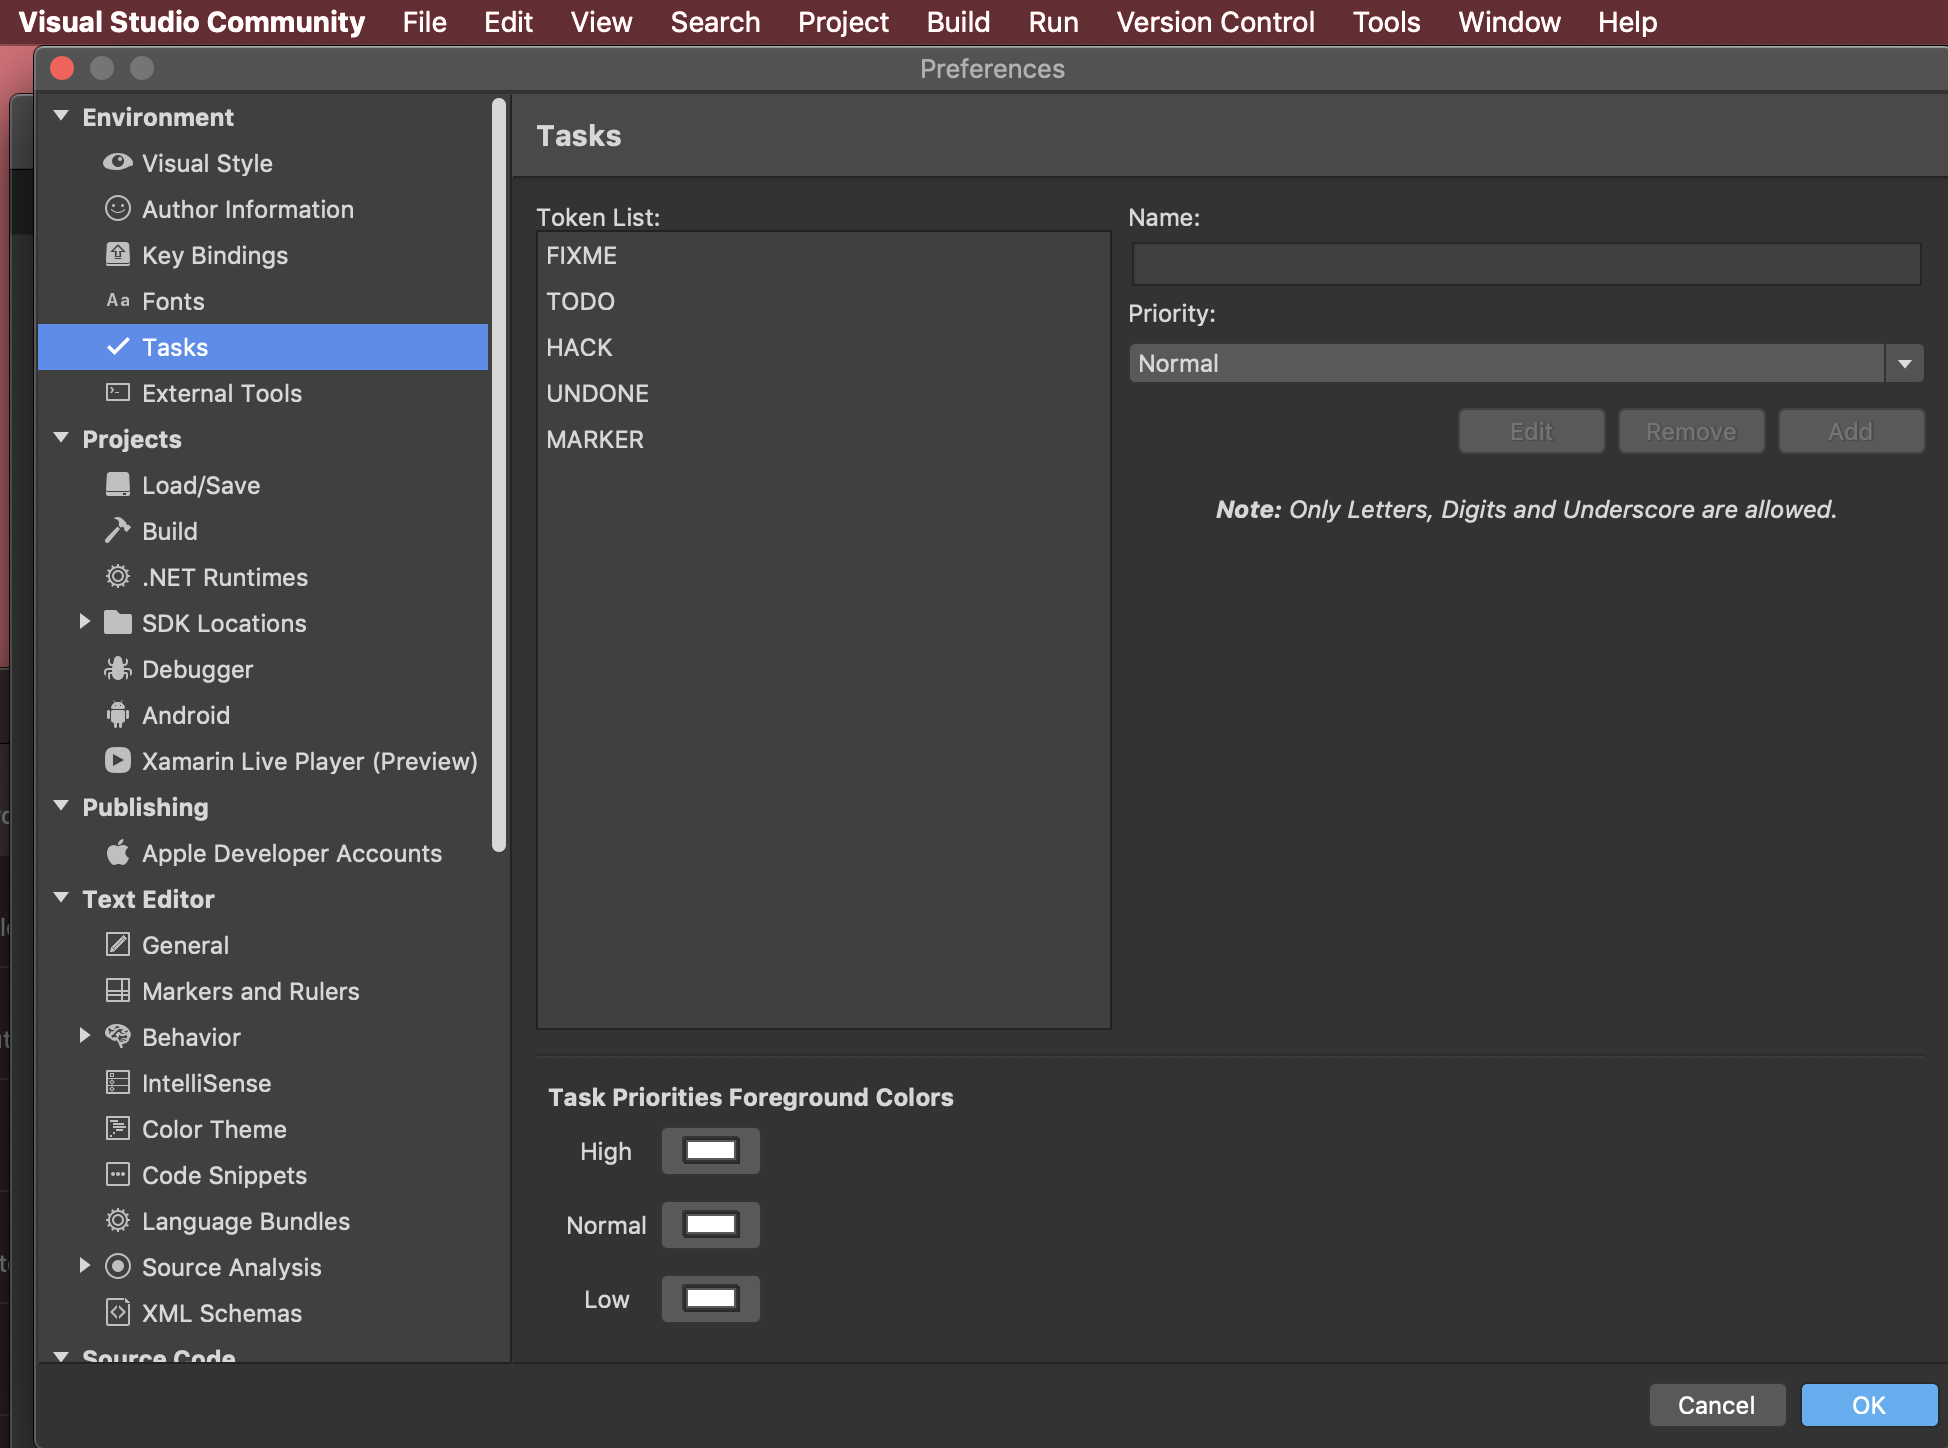 Visual Studio Community File Edit View Search Project Build Run Version Control Tools Window Help
Preferences
Environment
Visual Style
Author Information
Key Bindings
Aa Fonts
Tasks
External Tools
Projects
Load/Save
Build
.NET Runtimes
SDK Locations
Debugger
Android
Xamarin Live Player (Preview)
Publishing
Apple Developer Accounts
Text Editor
General
Markers and Rulers
Behavior
IntelliSense
Color Theme
Code Snippets
Language Bundles
Source Analysis
XML Schemas
Source Code
Tasks
Token List:
FIXME
TODO
HACK
UNDONE
MARKER
Name:
Priority:
Normal
Edit Remove Add
Note: Only Letters, Digits and Underscore are allowed.
Task Priorities Foreground Colors
High
Normal
Low
Cancel OK